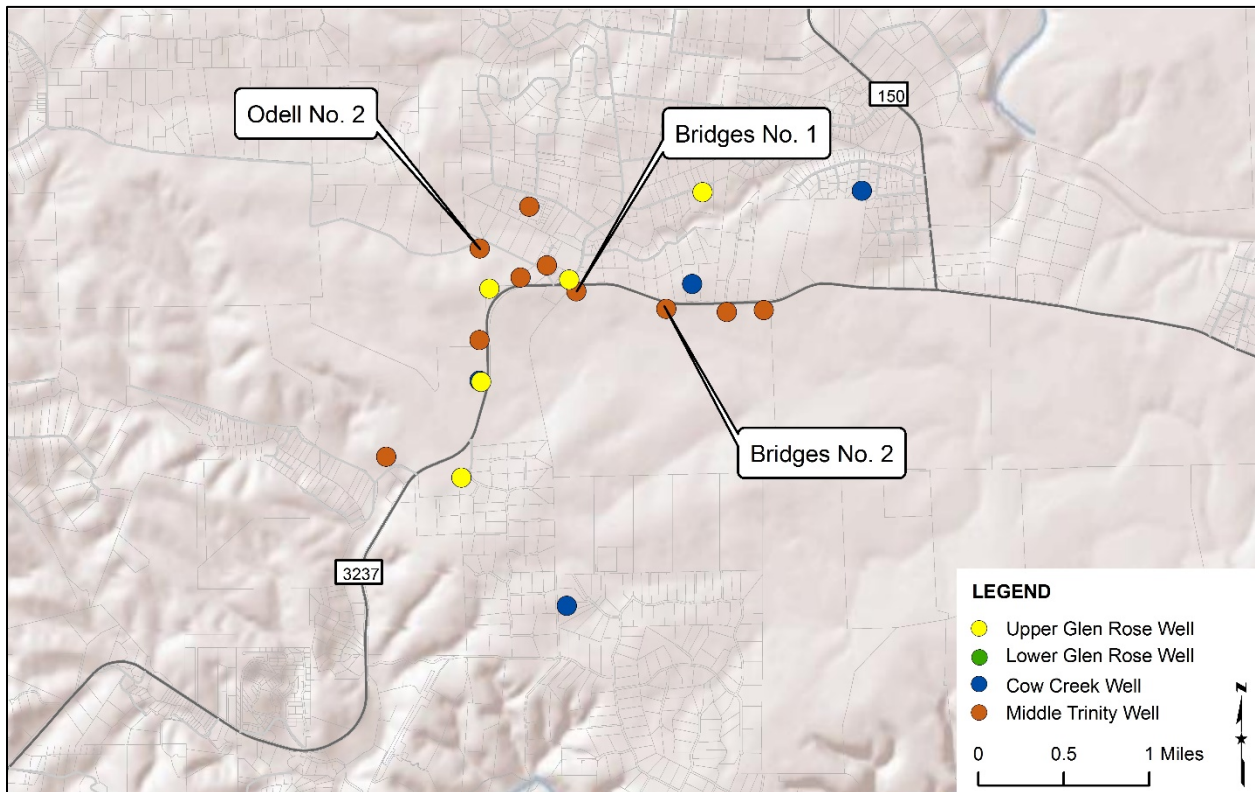 150
Odell No. 2
Bridges No. 1
Bridges No. 2
3237
LEGEND
Upper Glen Rose Well
Lower Glen Rose Well
Cow Creek Well
Middle Trinity Well
N
0 0.5 1 Miles